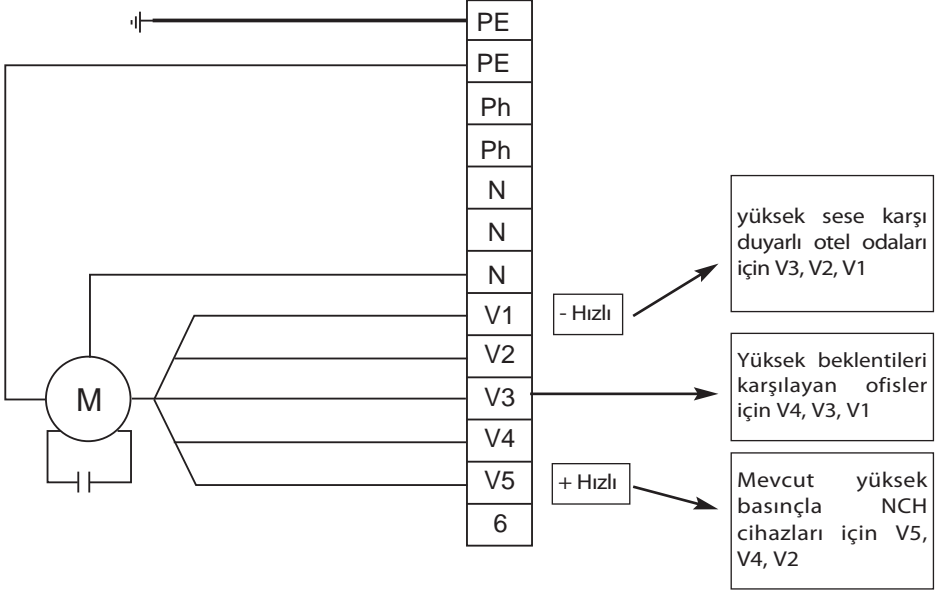 PE
PE
Ph
Ph
N
N
N
V1
V2
V3
V4
V5
6
M
- Hızlı
+ Hızlı
yüksek sese karşı
duyarlı otel odaları
için V3, V2, V1
Yüksek beklentileri
karşılayan ofisler
için V4, V3, V1
Mevcut yüksek
basınçla NCH
cihazları için V5,
V4, V2